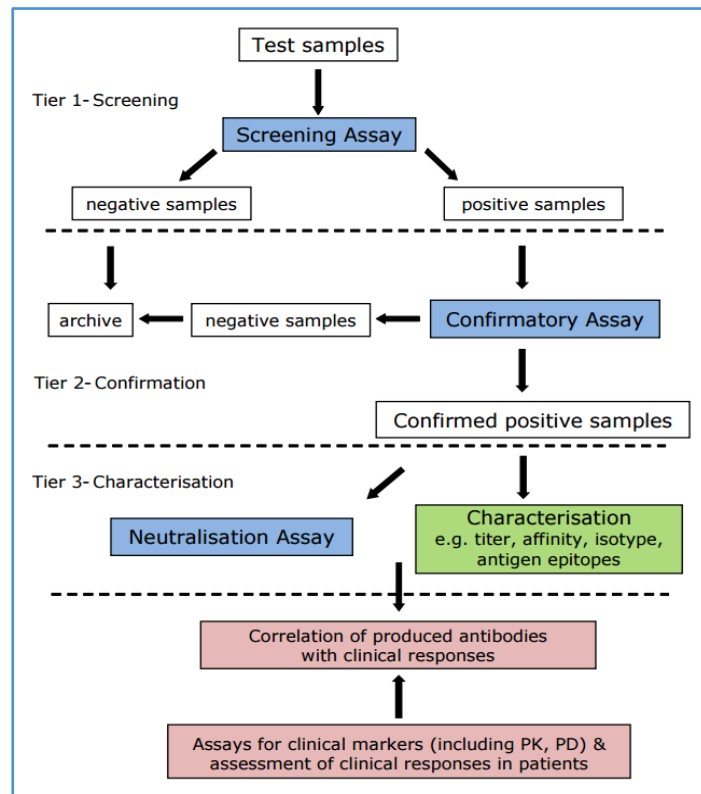 Test samples
Tier 1- Screening
Screening Assay
negative samples
positive samples
archive
negative samples
Confirmatory Assay
Tier 2- Confirmation
Confirmed positive samples
Tier 3- Characterisation
Neutralisation Assay
Characterisation
e.g. titer, affinity, isotype,
antigen epitopes
Correlation of produced antibodies
with clinical responses
Assays for clinical markers (including PK, PD) &
assessment of clinical responses in patients